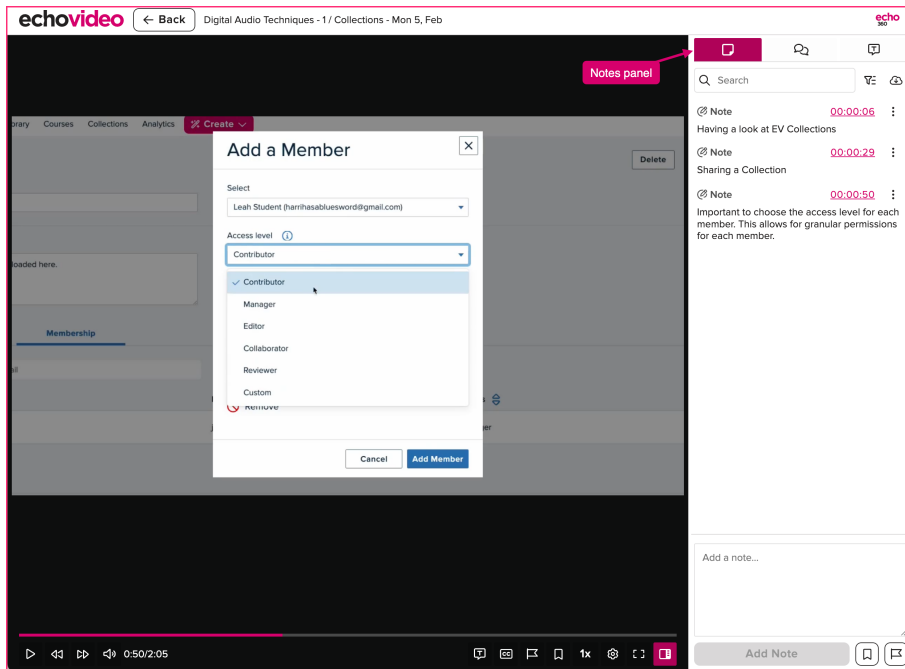 echovideo
← Back
Digital Audio Techniques - 1 / Collections - Mon 5, Feb
echo
360
Notes panel
Search
Note 00:00:06
Having a look at EV Collections
Note 00:00:29
Sharing a Collection
Note 00:00:50
Important to choose the access level for each
member. This allows for granular permissions
for each member.
Courses Collections Analytics Create
Delete
Add a Member
Select
Leah Student (harrihasabluesword@gmail.com)
Access level
Contributor
Contributor
Manager
Editor
Collaborator
Reviewer
Custom
Remove
Cancel Add Member
loaded here.
Membership
Add a note...
0:50/2:05
CC
1x
Add Note